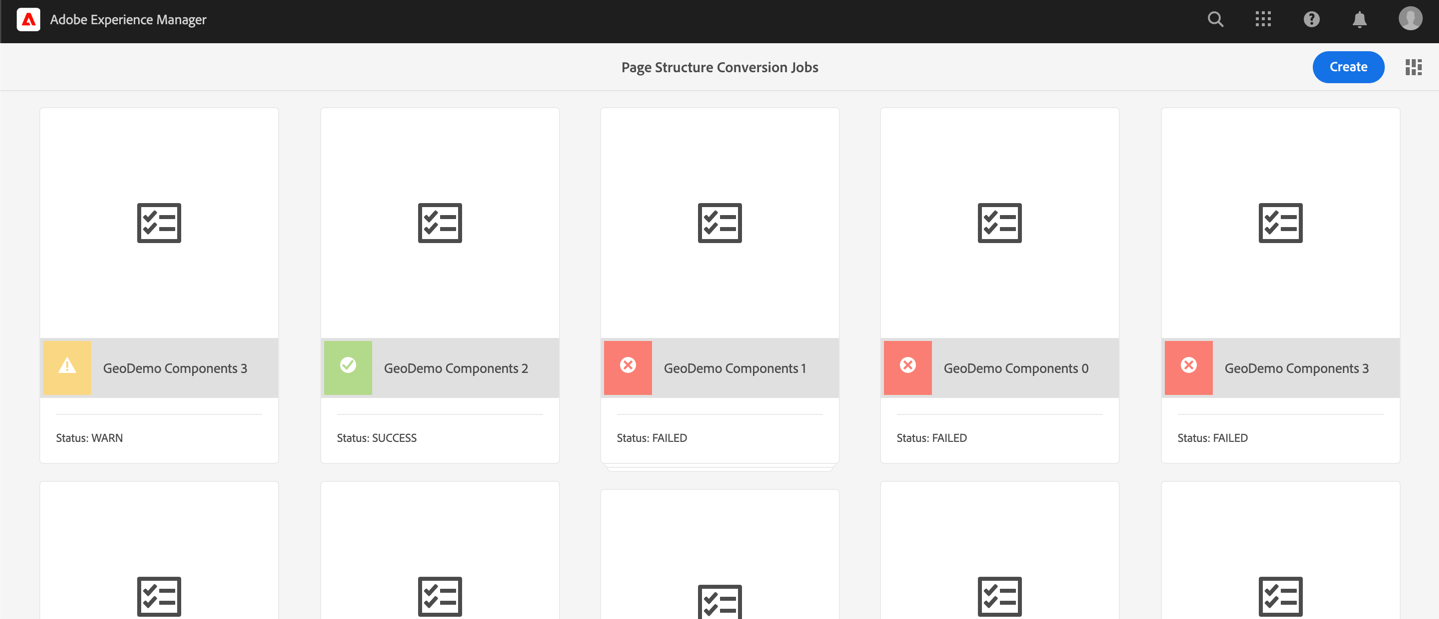 Adobe Experience Manager
Page Structure Conversion Jobs
Create
GeoDemo Components 3
GeoDemo Components 2
GeoDemo Components 1
GeoDemo Components 0
GeoDemo Components 3
Status: WARN
Status: SUCCESS
Status: FAILED
Status: FAILED
Status: FAILED